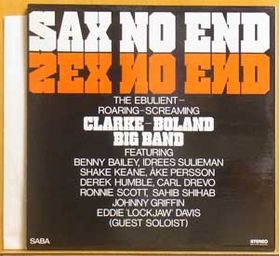 SAX NO END
SEX NO END
THE EBULIENT-
ROARING-SCREAMING
CLARKE-BOLAND
BIG BAND
FEATURING
BENNY BAILEY, IDREES SULIEMAN
SHAKE KEANE, ÅKE PERSSON
DEREK HUMBLE, CARL DREVO
RONNIE SCOTT, SAHIB SHIHAB
JOHNNY GRIFFIN
EDDIE 'LOCKJAW' DAVIS
(GUEST SOLOIST)
SABA
STEREO